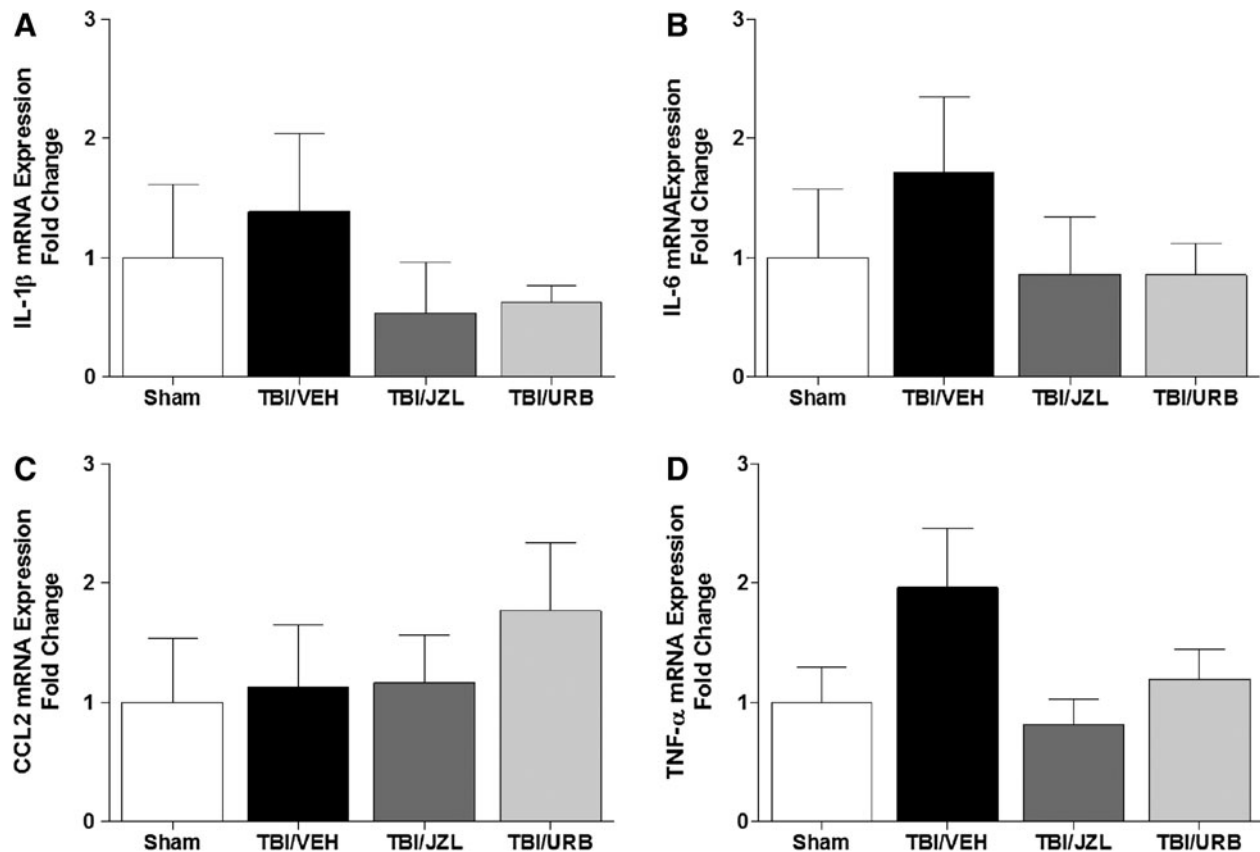 A
IL-1β mRNA Expression
Fold Change
3
2
1
0
Sham TBI/VEH TBI/JZL TBI/URB
B
IL-6 mRNAExpression
Fold Change
3
2
1
0
Sham TBI/VEH TBI/JZL TBI/URB
C
CCL2 mRNA Expression
Fold Change
3
2
1
0
Sham TBI/VEH TBI/JZL TBI/URB
D
TNF-α mRNA Expression
Fold Change
3
2
1
0
Sham TBI/VEH TBI/JZL TBI/URB